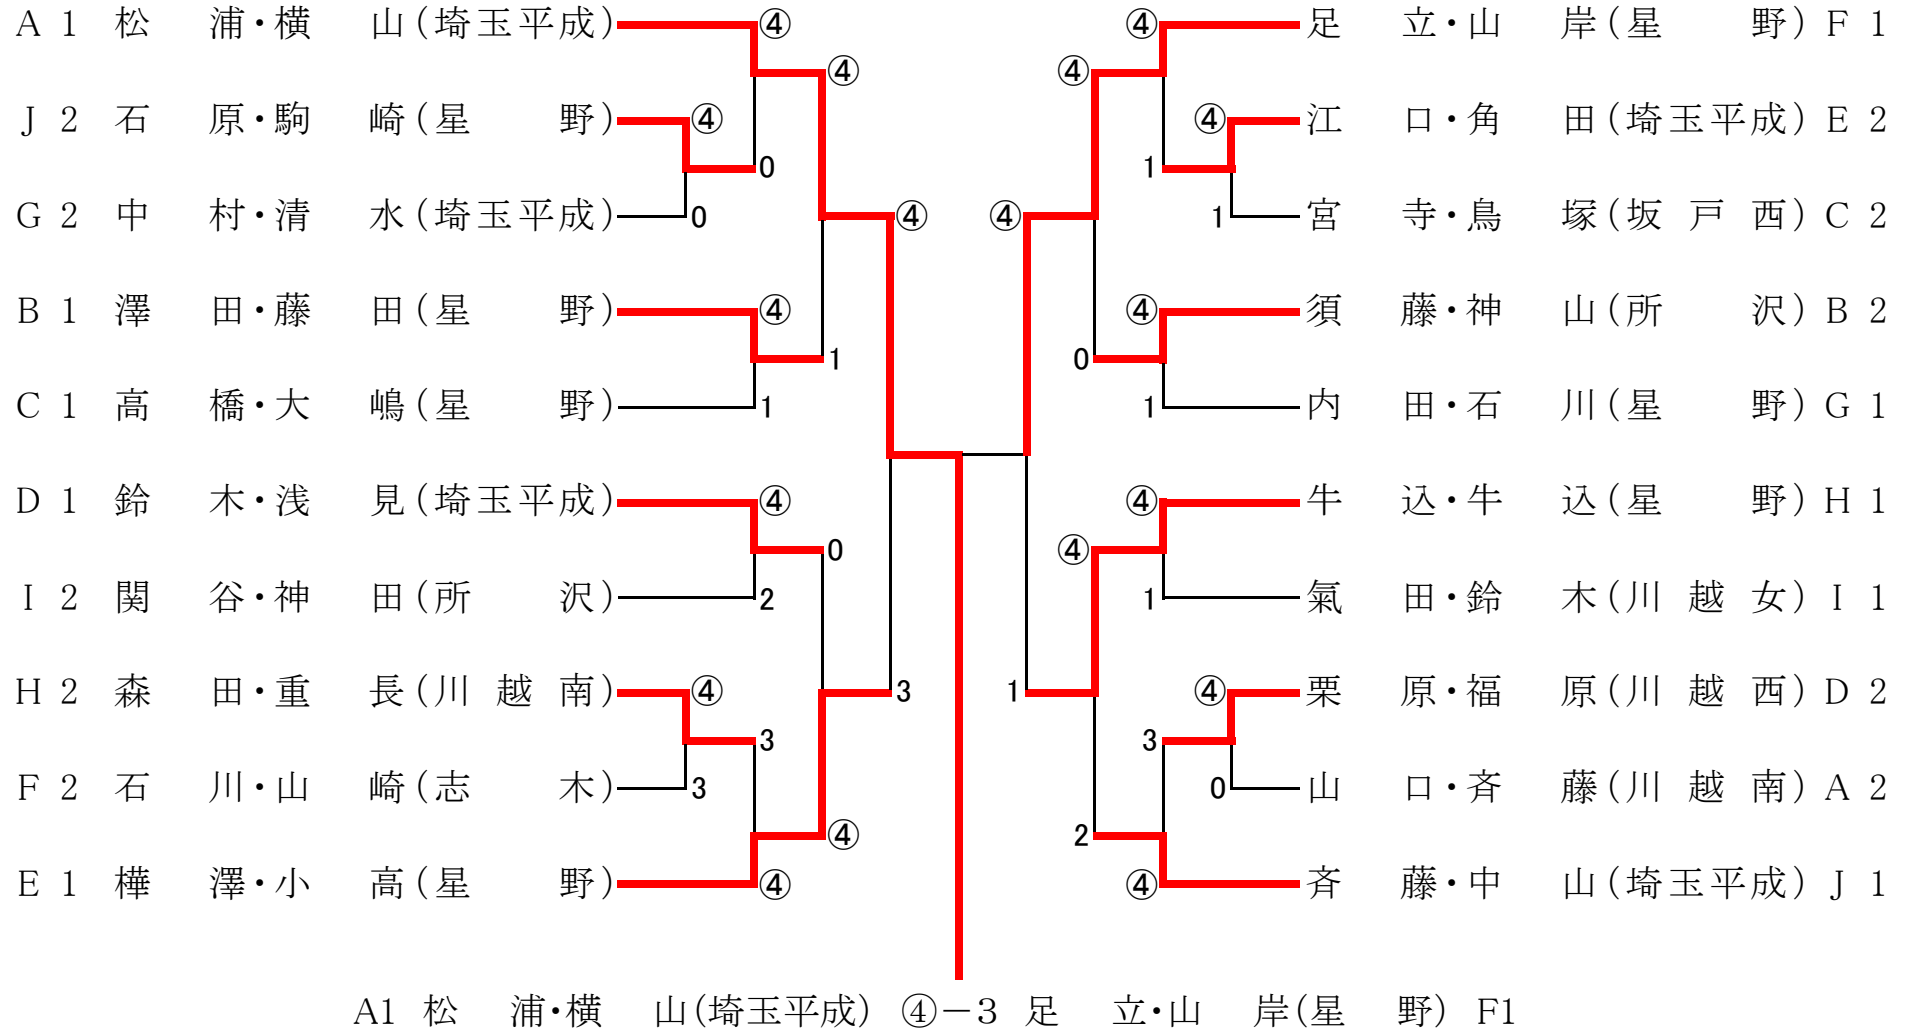 A 1 松 浦・横 山(埼玉平成) ④ ④ 足 立・山 岸(星 野) F 1
④ ④
J 2 石 原・駒 崎(星 野) ④ ④ 江 口・角 田(埼玉平成) E 2
0 1
G 2 中 村・清 水(埼玉平成) 0 ④ ④ 1 宮 寺・鳥 塚(坂 戸 西) C 2
B 1 澤 田・藤 田(星 野) ④ ④ 須 藤・神 山(所 沢) B 2
1 0
C 1 高 橋・大 嶋(星 野) 1 1 内 田・石 川(星 野) G 1
D 1 鈴 木・浅 見(埼玉平成) ④ ④ 牛 込・牛 込(星 野) H 1
0 ④
I 2 関 谷・神 田(所 沢) 2 1 氣 田・鈴 木(川 越 女) I 1
H 2 森 田・重 長(川 越 南) ④ 3 1 ④ 栗 原・福 原(川 越 西) D 2
3 3
F 2 石 川・山 崎(志 木) 3 0 山 口・斉 藤(川 越 南) A 2
④ 2
E 1 樺 澤・小 高(星 野) ④ ④ 斉 藤・中 山(埼玉平成) J 1
A1 松 浦・横 山(埼玉平成) ④−3 足 立・山 岸(星 野) F1